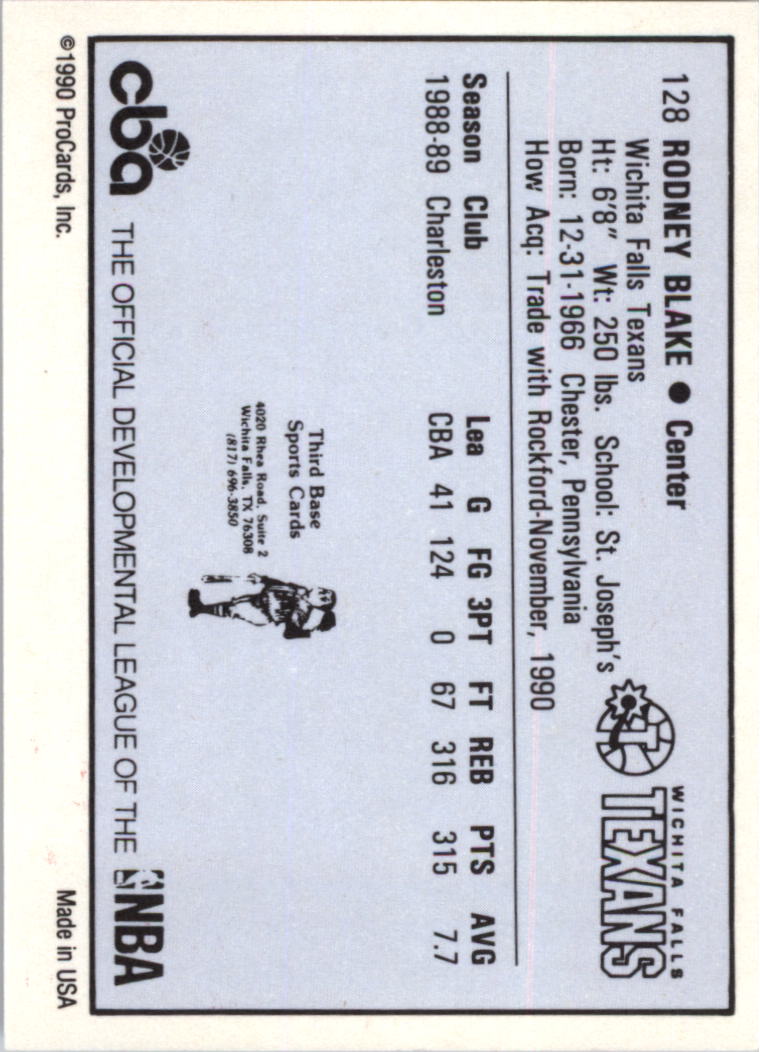 128 RODNEY BLAKE ● Center
Wichita Falls Texans
Ht: 6'8" Wt: 250 lbs. School: St. Joseph's
Born: 12-31-1966 Chester, Pennsylvania
How Acq: Trade with Rockford-November, 1990
WICHITA FALLS
TEXANS
Season Club Lea G FG 3PT FT REB PTS AVG
1988-89 Charleston CBA 41 124 0 67 316 315 7.7
Third Base
Sports Cards
4020 Rhea Road, Suite 2
Wichita Falls, TX 76308
(817) 696-3850
cba THE OFFICIAL DEVELOPMENTAL LEAGUE OF THE NBA
©1990 ProCards, Inc. Made in USA